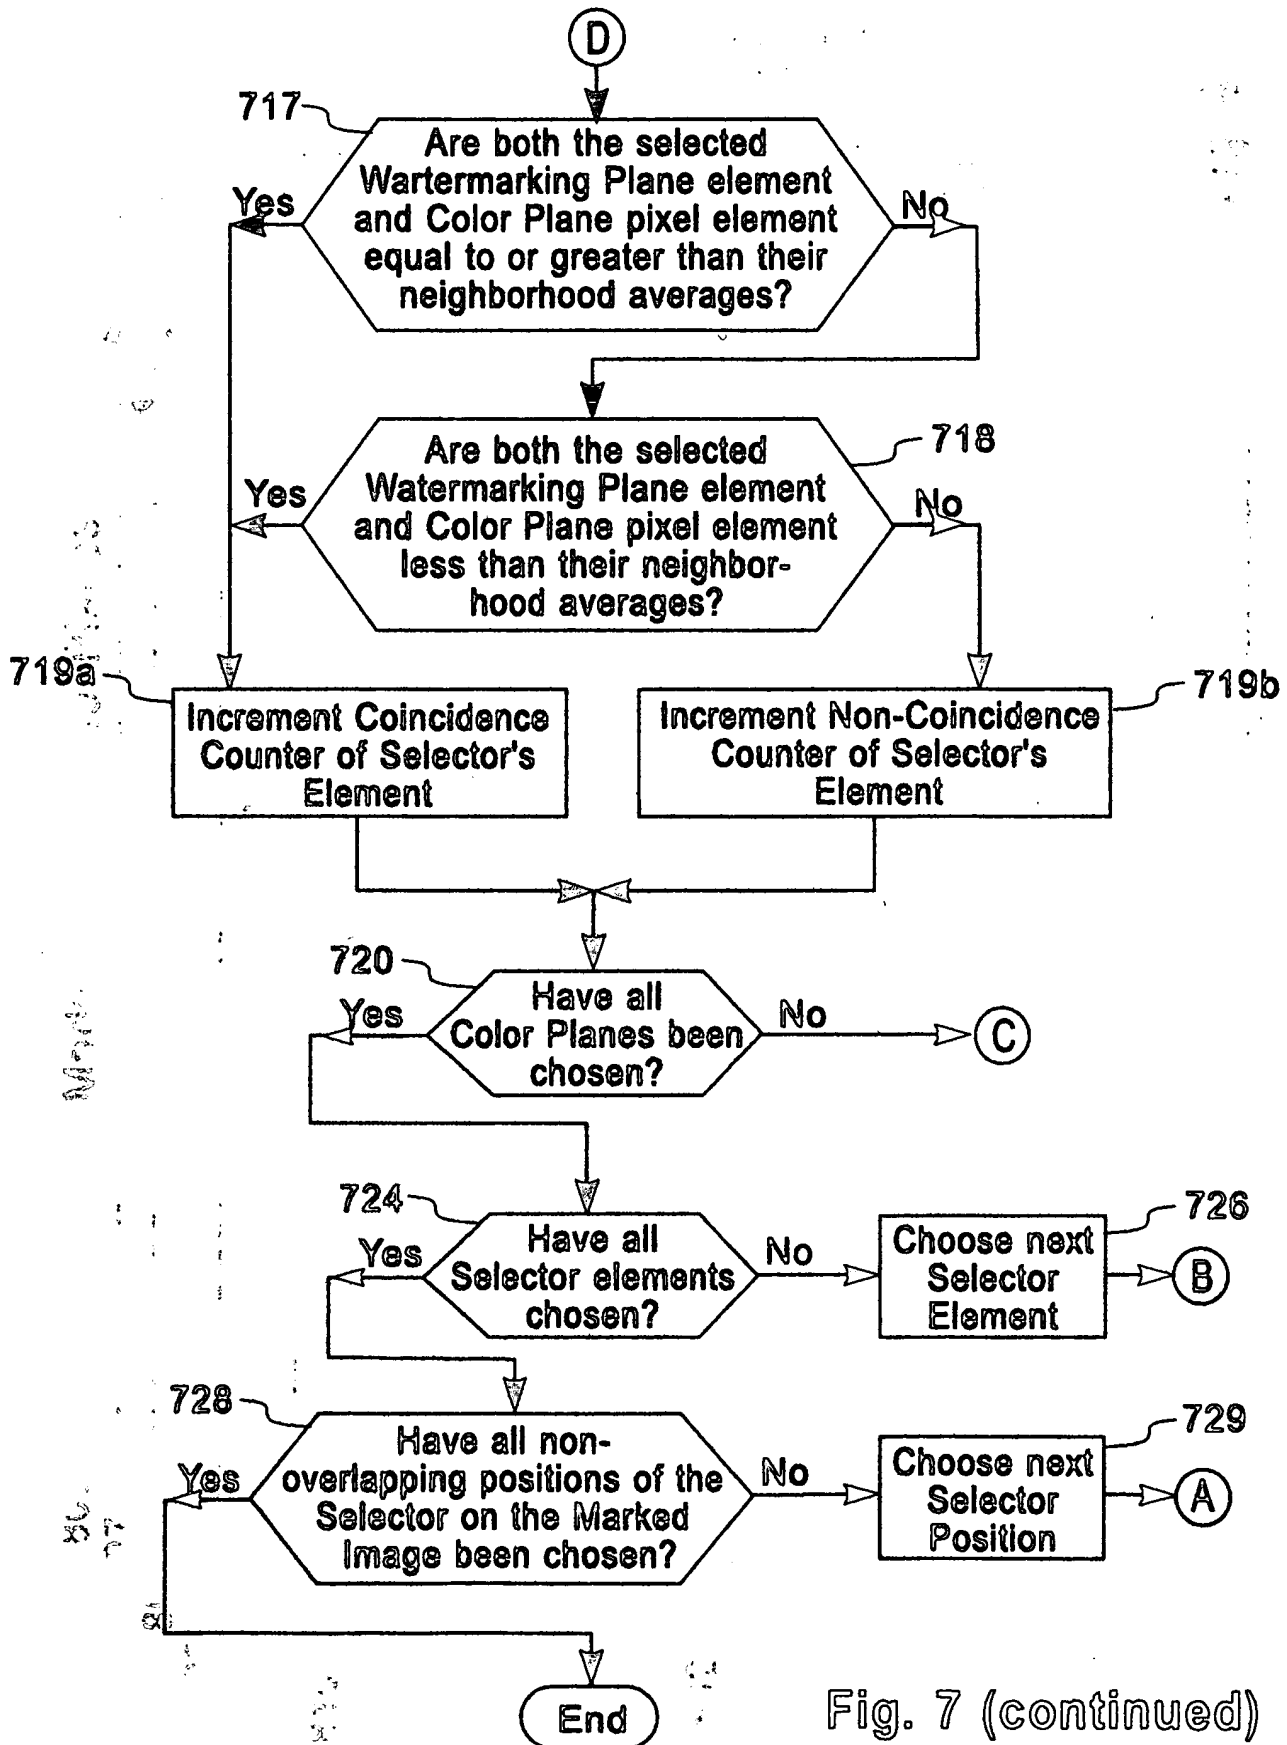 D
717
Are both the selected
Wartermarking Plane element
and Color Plane pixel element
equal to or greater than their
neighborhood averages?
Yes
No
718
Are both the selected
Watermarking Plane element
and Color Plane pixel element
less than their neighbor-
hood averages?
Yes
No
719a
Increment Coincidence
Counter of Selector's
Element
719b
Increment Non-Coincidence
Counter of Selector's
Element
720
Have all
Color Planes been
chosen?
Yes
No
C
724
Have all
Selector elements
chosen?
Yes
No
726
Choose next
Selector
Element
B
728
Have all non-
overlapping positions of the
Selector on the Marked
Image been chosen?
Yes
No
729
Choose next
Selector
Position
A
End
Fig. 7 (continued)